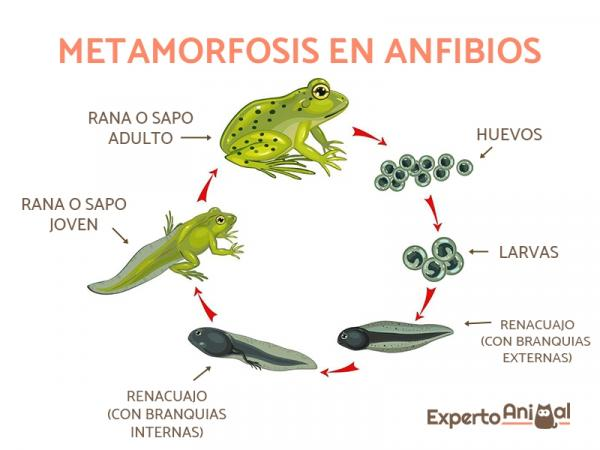 METAMORFOSIS EN ANFIBIOS
RANA O SAPO
ADULTO
HUEVOS
RANA O SAPO
JOVEN
LARVAS
RENACUAJO
(CON BRANQUIAS
EXTERNAS)
RENACUAJO
(CON BRANQUIAS
INTERNAS)
ExpertoAnimal